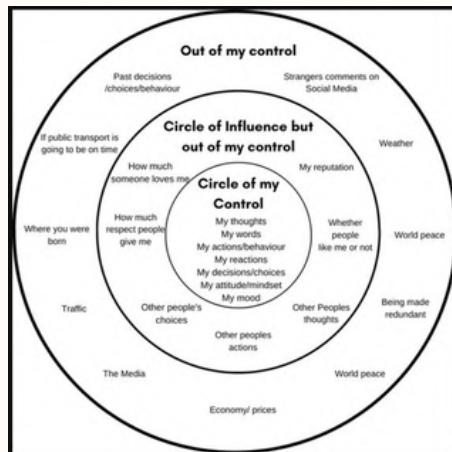 Out of my control
Past decisions
/choices/behaviour
Strangers comments on
Social Media
If public transport is
going to be on time
Weather
Circle of Influence but
out of my control
How much
someone loves me
My reputation
Circle of my
Control
My thoughts
My words
My actions/behaviour
My reactions
My decisions/choices
My attitude/mindset
My mood
How much
respect people
give me
Whether
people
like me or not
Where you were
born
World peace
Other people's
choices
Other peoples
actions
Other Peoples
thoughts
Traffic
Being made
redundant
The Media
World peace
Economy/ prices